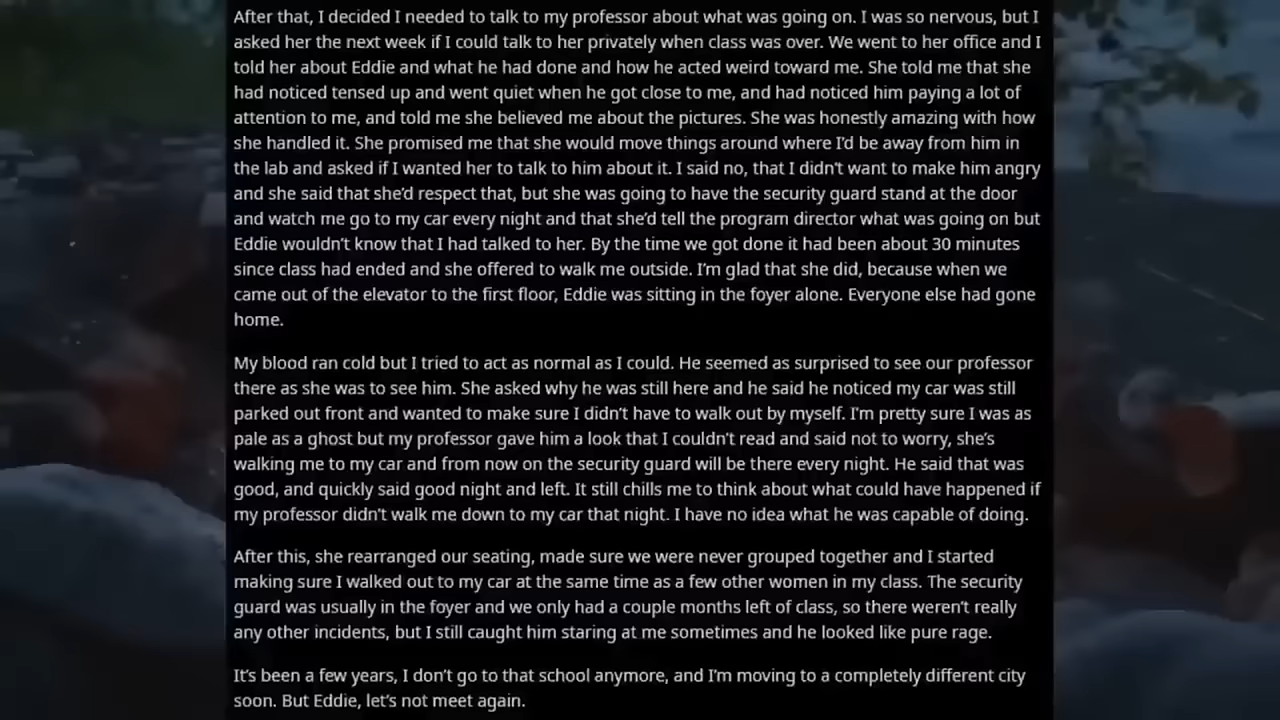 After that, I decided I needed to talk to my professor about what was going on. I was so nervous, but I
asked her the next week if I could talk to her privately when class was over. We went to her office and I
told her about Eddie and what he had done and how he acted weird toward me. She told me that she
had noticed tensed up and went quiet when he got close to me, and had noticed him paying a lot of
attention to me, and told me she believed me about the pictures. She was honestly amazing with how
she handled it. She promised me that she would move things around where I'd be away from him in
the lab and asked if I wanted her to talk to him about it. I said no, that I didn't want to make him angry
and she said that she'd respect that, but she was going to have the security guard stand at the door
and watch me go to my car every night and that she'd tell the program director what was going on but
Eddie wouldn't know that I had talked to her. By the time we got done it had been about 30 minutes
since class had ended and she offered to walk me outside. I'm glad that she did, because when we
came out of the elevator to the first floor, Eddie was sitting in the foyer alone. Everyone else had gone
home.
My blood ran cold but I tried to act as normal as I could. He seemed as surprised to see our professor
there as she was to see him. She asked why he was still here and he said he noticed my car was still
parked out front and wanted to make sure I didn't have to walk out by myself. I'm pretty sure I was as
pale as a ghost but my professor gave him a look that I couldn't read and said not to worry, she's
walking me to my car and from now on the security guard will be there every night. He said that was
good, and quickly said good night and left. It still chills me to think about what could have happened if
my professor didn't walk me down to my car that night. I have no idea what he was capable of doing.
After this, she rearranged our seating, made sure we were never grouped together and I started
making sure I walked out to my car at the same time as a few other women in my class. The security
guard was usually in the foyer and we only had a couple months left of class, so there weren't really
any other incidents, but I still caught him staring at me sometimes and he looked like pure rage.
It's been a few years, I don't go to that school anymore, and I'm moving to a completely different city
soon. But Eddie, let's not meet again.